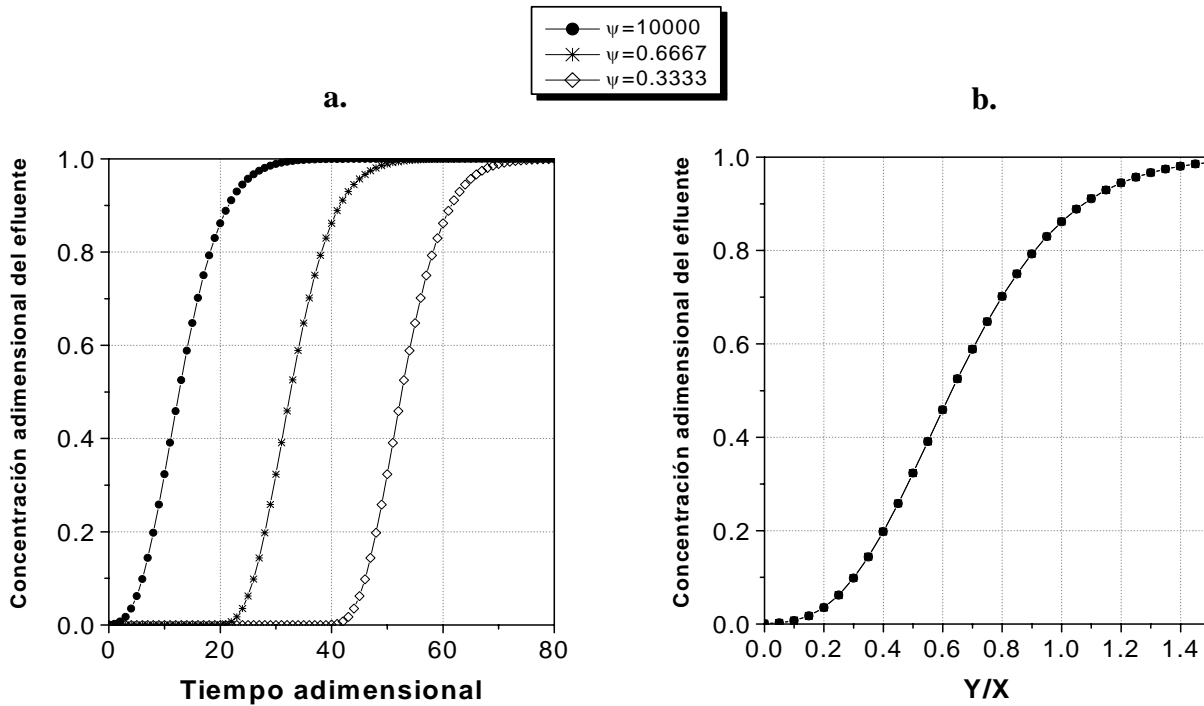 ψ=10000
ψ=0.6667
ψ=0.3333
a.
b.
Concentración adimensional del efluente
1.0
0.8
0.6
0.4
0.2
0.0
0 20 40 60 80
Tiempo adimensional
Concentración adimensional del efluente
1.0
0.8
0.6
0.4
0.2
0.0
0.0 0.2 0.4 0.6 0.8 1.0 1.2 1.4
Y/X